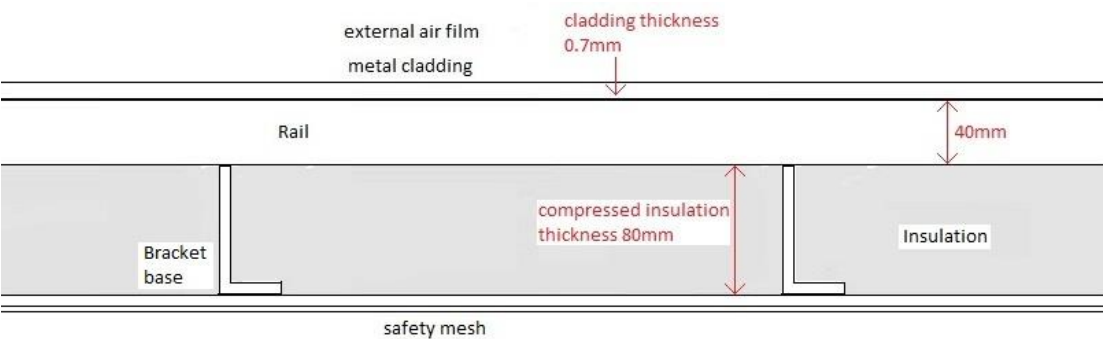 external air film
cladding thickness
0.7mm
metal cladding
Rail
40mm
compressed insulation
thickness 80mm
Insulation
Bracket
base
safety mesh